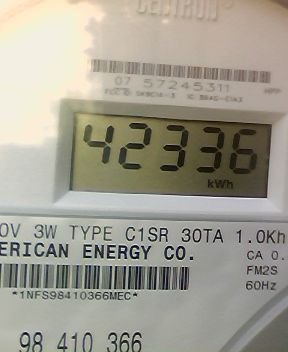 CENTRON®
07 57245311
42336
kWh
0V 3W TYPE C1SR 30TA 1.0Kh
ERICAN ENERGY CO.
CA 0.
FM2S
60Hz
*1NFS98410366MEC*
98 410 366